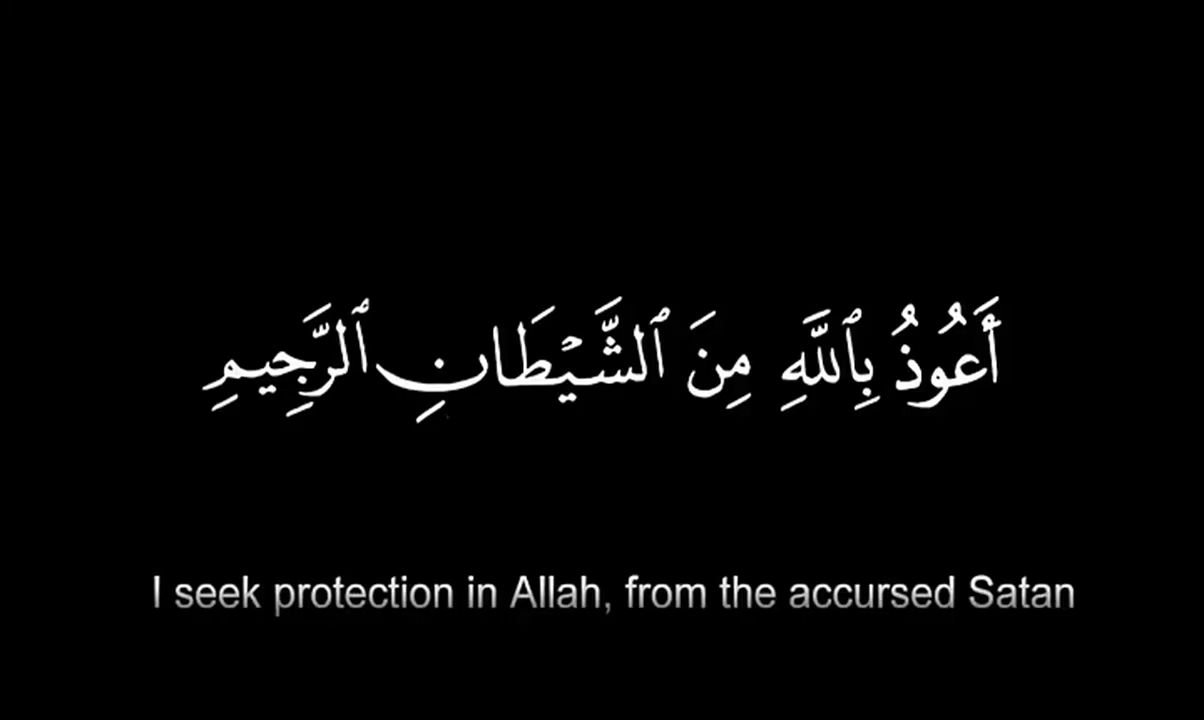 أَعُوذُ بِٱللَّهِ مِنَ ٱلشَّيْطَانِ ٱلرَّجِيمِ
I seek protection in Allah, from the accursed Satan